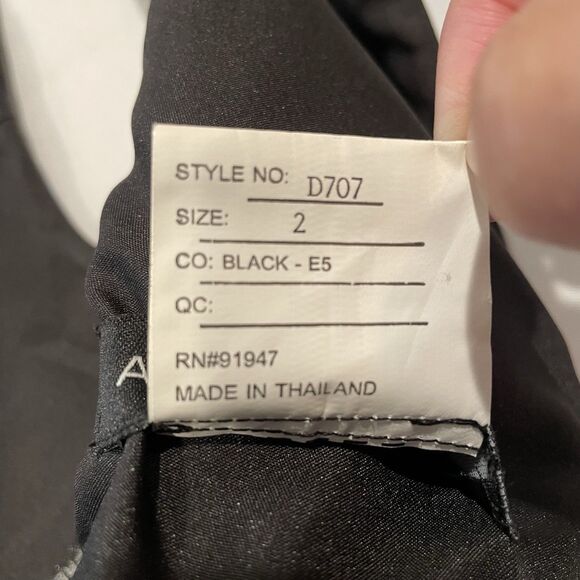 STYLE NO: D707
SIZE: 2
CO: BLACK - E5
QC:
RN#91947
MADE IN THAILAND
A